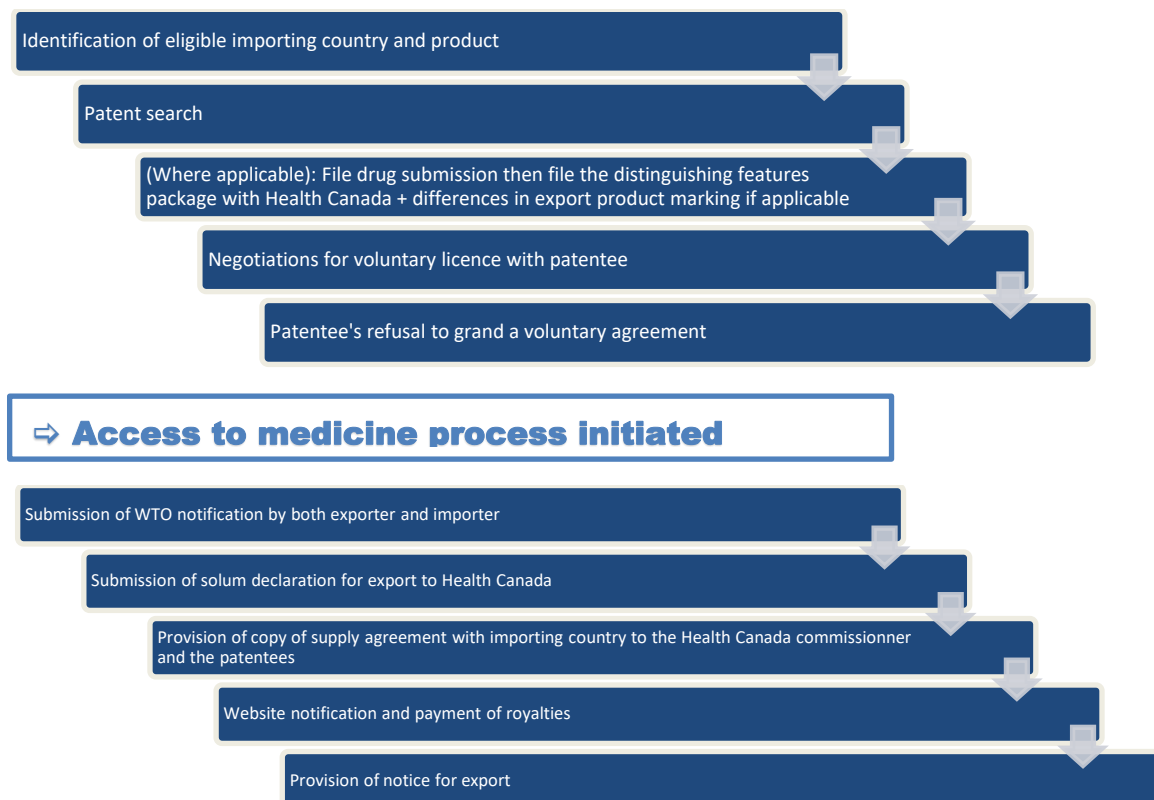 Identification of eligible importing country and product
Patent search
(Where applicable): File drug submission then file the distinguishing features
package with Health Canada + differences in export product marking if applicable
Negotiations for voluntary licence with patentee
Patentee's refusal to grand a voluntary agreement
⇨ Access to medicine process initiated
Submission of WTO notification by both exporter and importer
Submission of solum declaration for export to Health Canada
Provision of copy of supply agreement with importing country to the Health Canada commissionner
and the patentees
Website notification and payment of royalties
Provision of notice for export